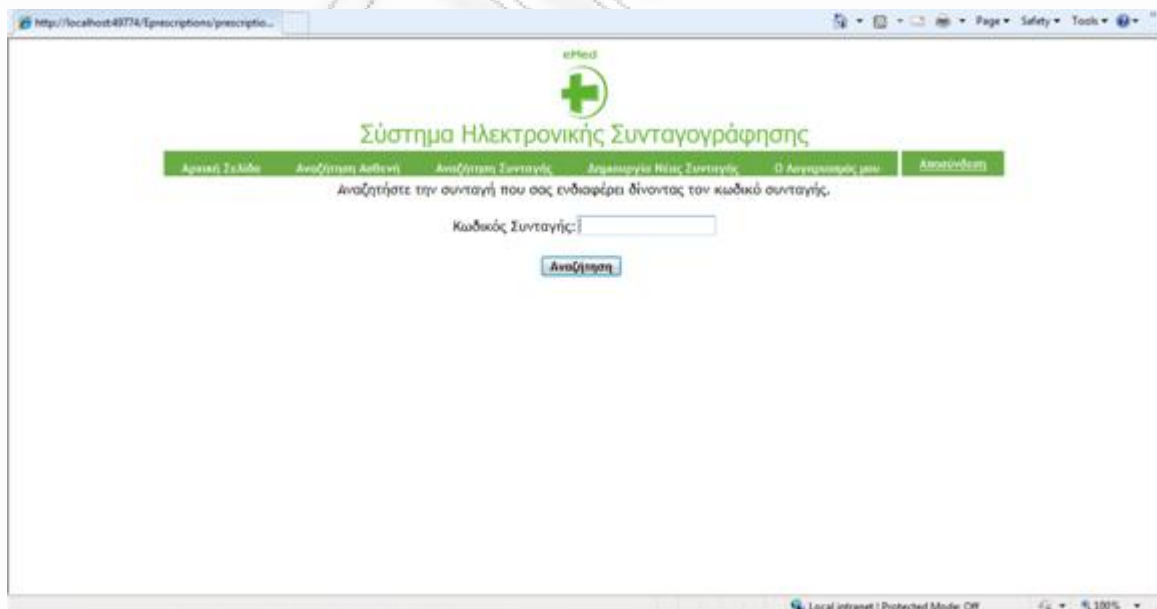 http://localhost:49774/Eprescriptions/prescriptio...
Page Safety Tools
eMed
Σύστημα Ηλεκτρονικής Συνταγογράφησης
Αρχική Σελίδα Αναζήτηση Ασθενή Αναζήτηση Συνταγής Δημιουργία Νέας Συνταγής Ο Λογαριασμός μου Αποσύνδεση
Αναζητήστε την συνταγή που σας ενδιαφέρει δίνοντας τον κωδικό συνταγής.
Κωδικός Συνταγής:
Αναζήτηση
Local intranet | Protected Mode: Off 100%